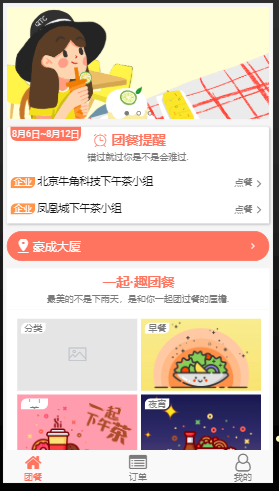 8月6日~8月12日
团餐提醒
错过就过你是不是会难过.
企业 北京牛角科技下午茶小组 点餐
企业 凤凰城下午茶小组 点餐
豪成大厦
一起·趣团餐
最美的不是下雨天、是和你一起团过餐的屋檐.
分类
早餐
一起
下午茶
夜宵
团餐
订单
我的